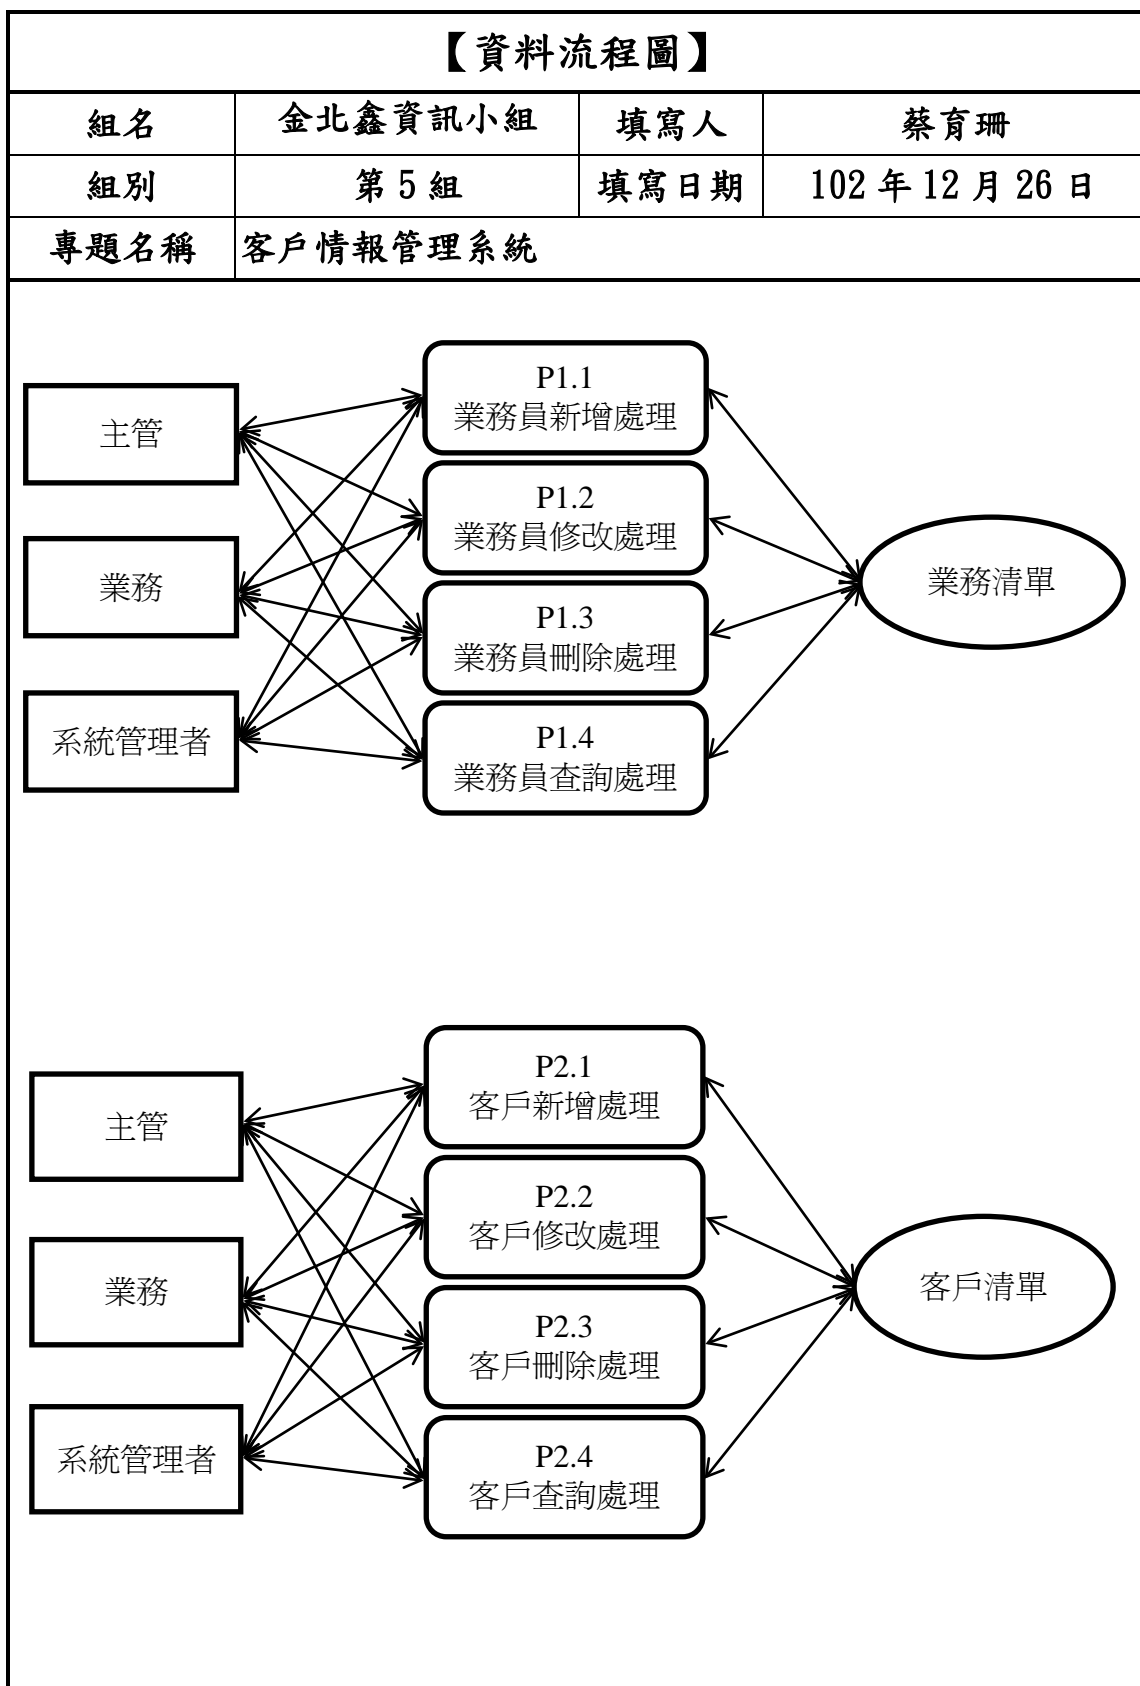 【資料流程圖】
組名 金北鑫資訊小組 填寫人 蔡育珊
組別 第 5 組 填寫日期 102 年 12 月 26 日
專題名稱 客戶情報管理系統
主管
業務
系統管理者
P1.1
業務員新增處理
P1.2
業務員修改處理
P1.3
業務員刪除處理
P1.4
業務員查詢處理
業務清單
主管
業務
系統管理者
P2.1
客戶新增處理
P2.2
客戶修改處理
P2.3
客戶刪除處理
P2.4
客戶查詢處理
客戶清單